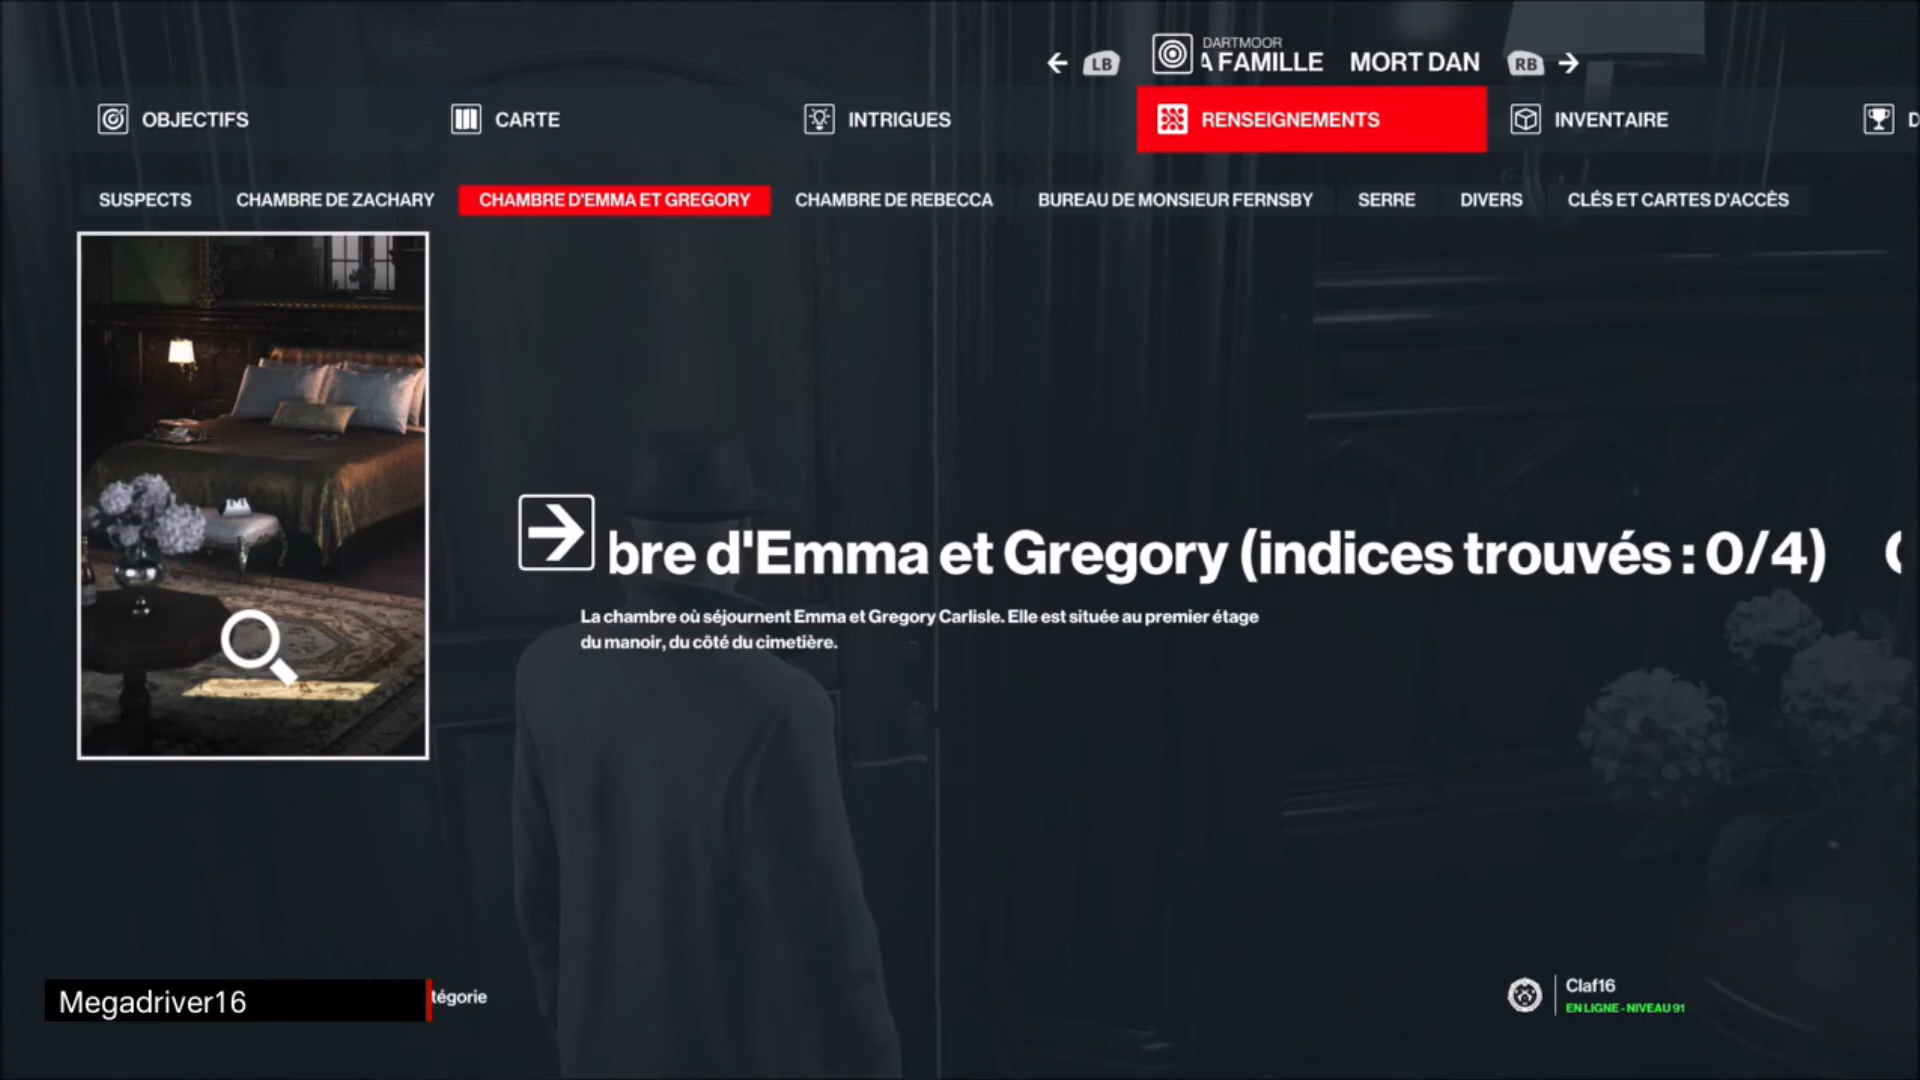 DARTMOOR
LB A FAMILLE MORT DAN RB
OBJECTIFS CARTE INTRIGUES RENSEIGNEMENTS INVENTAIRE D
SUSPECTS CHAMBRE DE ZACHARY CHAMBRE D'EMMA ET GREGORY CHAMBRE DE REBECCA BUREAU DE MONSIEUR FERNSBY SERRE DIVERS CLÉS ET CARTES D'ACCÈS
bre d'Emma et Gregory (indices trouvés : 0/4)
La chambre où séjournent Emma et Gregory Carlisle. Elle est située au premier étage
du manoir, du côté du cimetière.
Megadriver16 tégorie
Claf16
EN LIGNE - NIVEAU 91